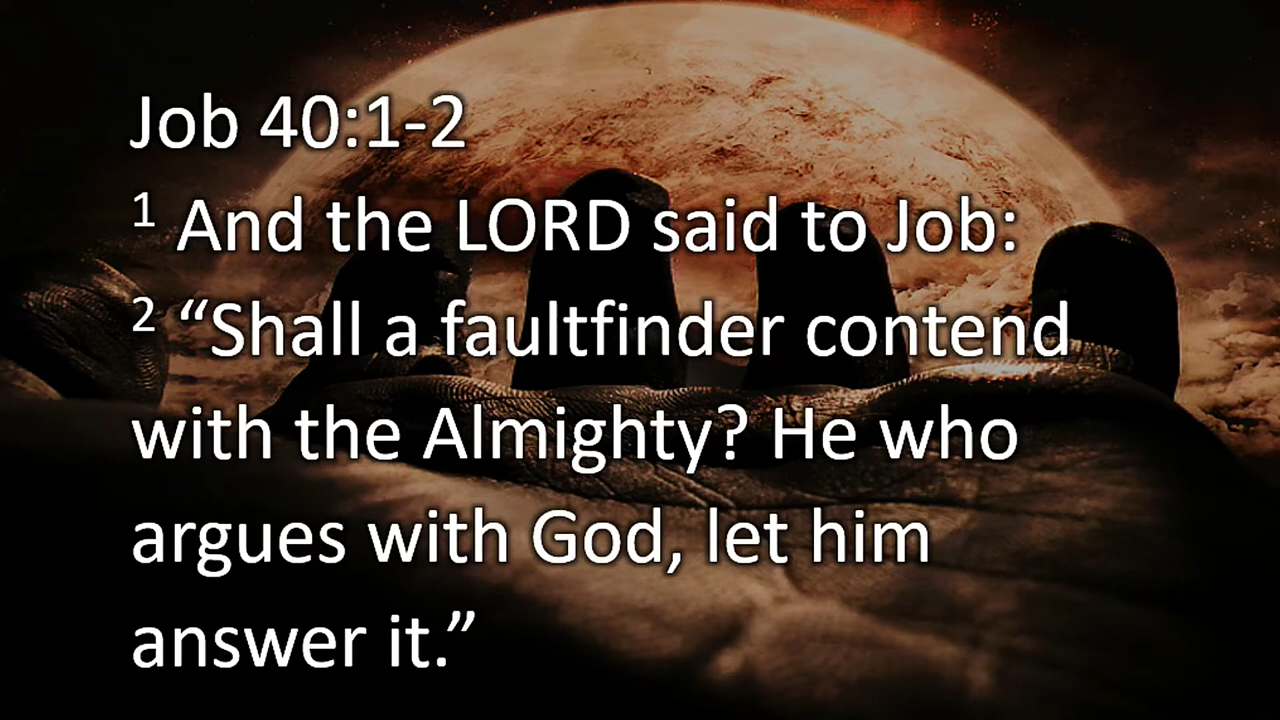 Job 40:1-2
1 And the LORD said to Job:
2 “Shall a faultfinder contend
with the Almighty? He who
argues with God, let him
answer it.”